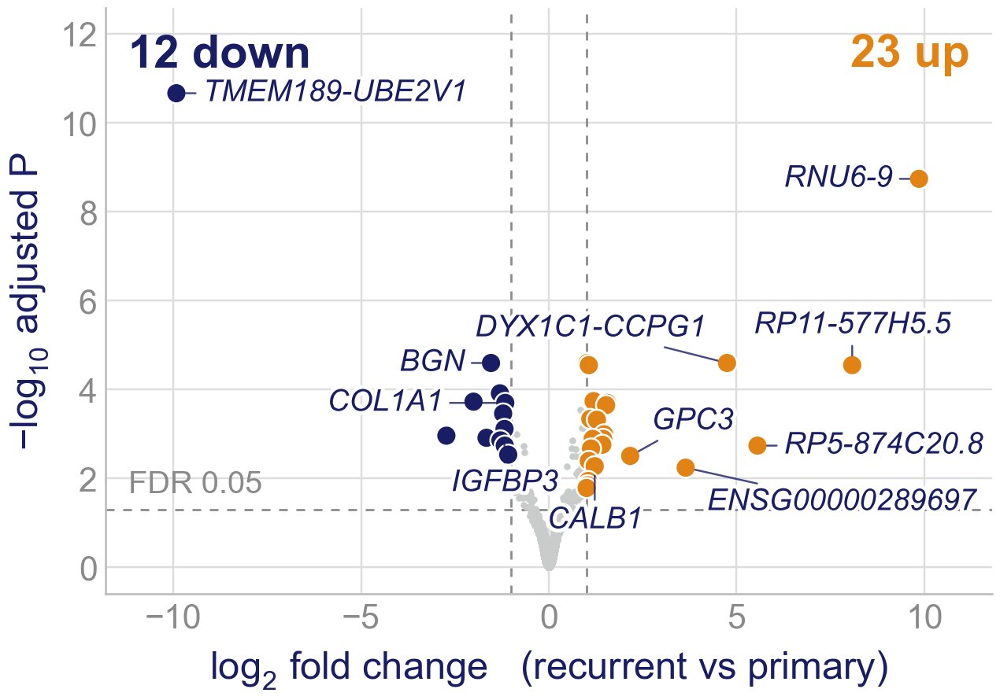 12 down
23 up
TMEM189-UBE2V1
RNU6-9
DYX1C1-CCPG1
RP11-577H5.5
BGN
COL1A1
GPC3
RP5-874C20.8
IGFBP3
FDR 0.05
ENSG00000289697
CALB1
12
10
8
6
4
2
0
−log10 adjusted P
−10
−5
0
5
10
log2 fold change (recurrent vs primary)